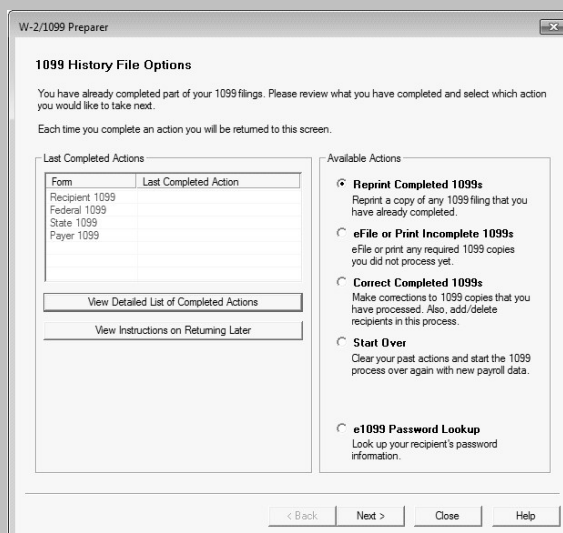 W-2/1099 Preparer
1099 History File Options
You have already completed part of your 1099 filings. Please review what you have completed and select which action
you would like to take next.
Each time you complete an action you will be returned to this screen.
Last Completed Actions
Form Last Completed Action
Recipient 1099
Federal 1099
State 1099
Payer 1099
View Detailed List of Completed Actions
View Instructions on Returning Later
Available Actions
Reprint Completed 1099s
Reprint a copy of any 1099 filing that you
have already completed.
eFile or Print Incomplete 1099s
eFile or print any required 1099 copies
you did not process yet.
Correct Completed 1099s
Make corrections to 1099 copies that you
have processed. Also, add/delete
recipients in this process.
Start Over
Clear your past actions and start the 1099
process over again with new payroll data.
e1099 Password Lookup
Look up your recipient's password
information.
< Back Next > Close Help